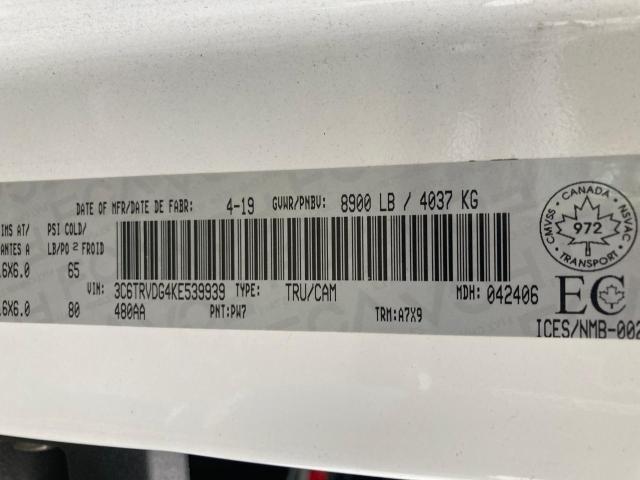 DATE OF MFR/DATE DE FABR: 4-19 GVWR/PNBV: 8900 LB / 4037 KG
IMS AT/ PSI COLD/
ANTES A LB/PO2 FROID
.6X6.0 65
VIN: 3C6TRVDG4KE539939 TYPE: TRU/CAM MDH: 042406
.6X6.0 80 480AA PNT:PW7 TRM:A7X9
CANADA
CMVSS 972 NSVAC
TRANSPORT
EC
ICES/NMB-002